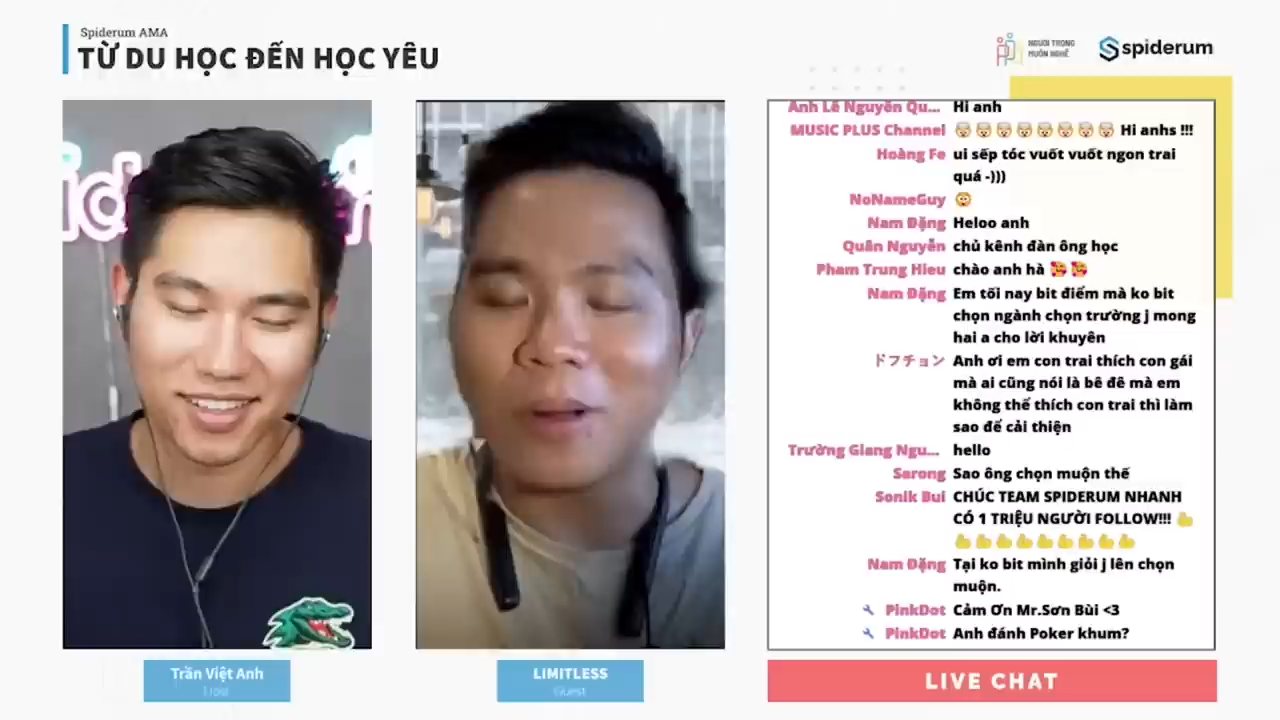 Spiderum AMA
TỪ DU HỌC ĐẾN HỌC YÊU
NGƯỜI TRONG
MUÔN NGHỀ
spiderum
Anh Lê Nguyên Qu... Hi anh
MUSIC PLUS Channel 🤯🤯🤯🤯🤯🤯🤯🤯 Hi anhs !!!
Hoàng Fe ui sếp tóc vuốt vuốt ngon trai
quá -)))
NoNameGuy 😳
Nam Đặng Heloo anh
Quân Nguyễn chủ kênh đàn ông học
Pham Trung Hieu chào anh hà 🥰🥰
Nam Đặng Em tối nay bit điểm mà ko bit
chọn ngành chọn trường j mong
hai a cho lời khuyên
ドフチョン Anh ơi em con trai thích con gái
mà ai cũng nói là bê đê mà em
không thể thích con trai thì làm
sao để cải thiện
Trường Giang Ngu... hello
Sarong Sao ông chọn muộn thế
Sonik Bui CHÚC TEAM SPIDERUM NHANH
CÓ 1 TRIỆU NGƯỜI FOLLOW!!! 👍
👍👍👍👍👍👍👍👍👍
Nam Đặng Tại ko bit mình giỏi j lên chọn
muộn.
PinkDot Cảm Ơn Mr.Sơn Bùi <3
PinkDot Anh đánh Poker khum?
Trần Việt Anh
Host
LIMITLESS
Guest
LIVE CHAT